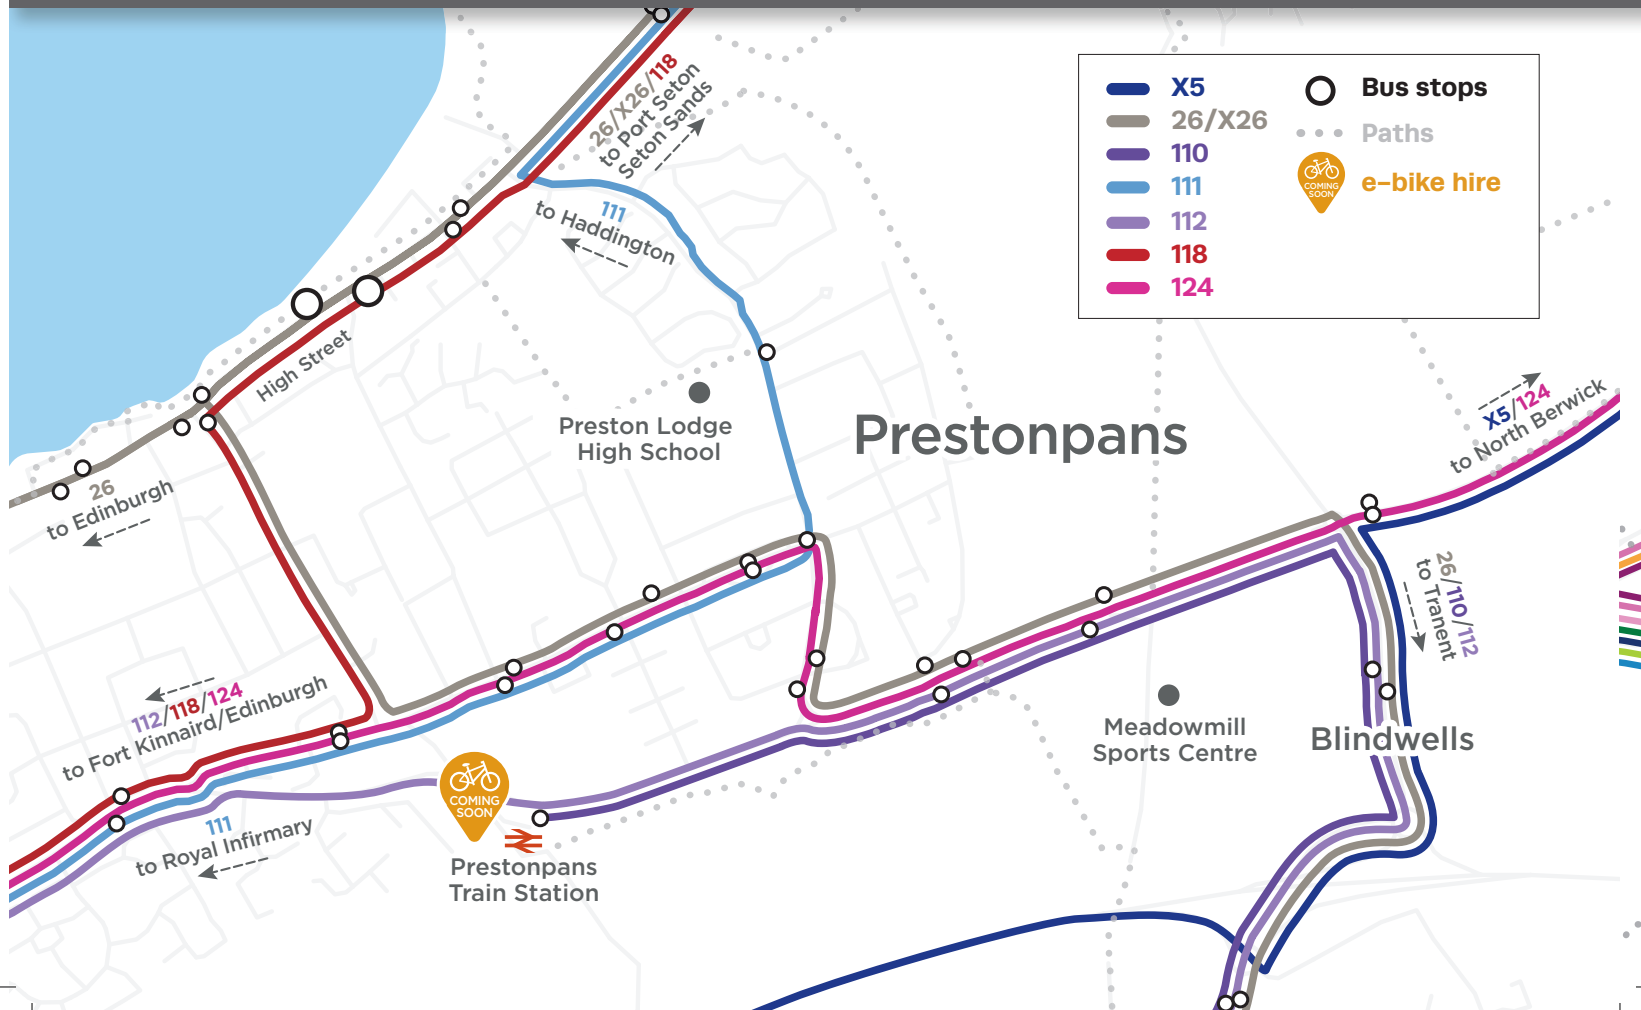 26/X26/118
to Port Seton
Seton Sands
X5
26/X26
110
111
112
118
124
Bus stops
Paths
COMING
SOON
e-bike hire
111
to Haddington
High Street
Preston Lodge
High School
Prestonpans
X5/124
to North Berwick
26
to Edinburgh
26/110/112
to Tranent
112/118/124
to Fort Kinnaird/Edinburgh
Meadowmill
Sports Centre
Blindwells
COMING
SOON
111
to Royal Infirmary
Prestonpans
Train Station